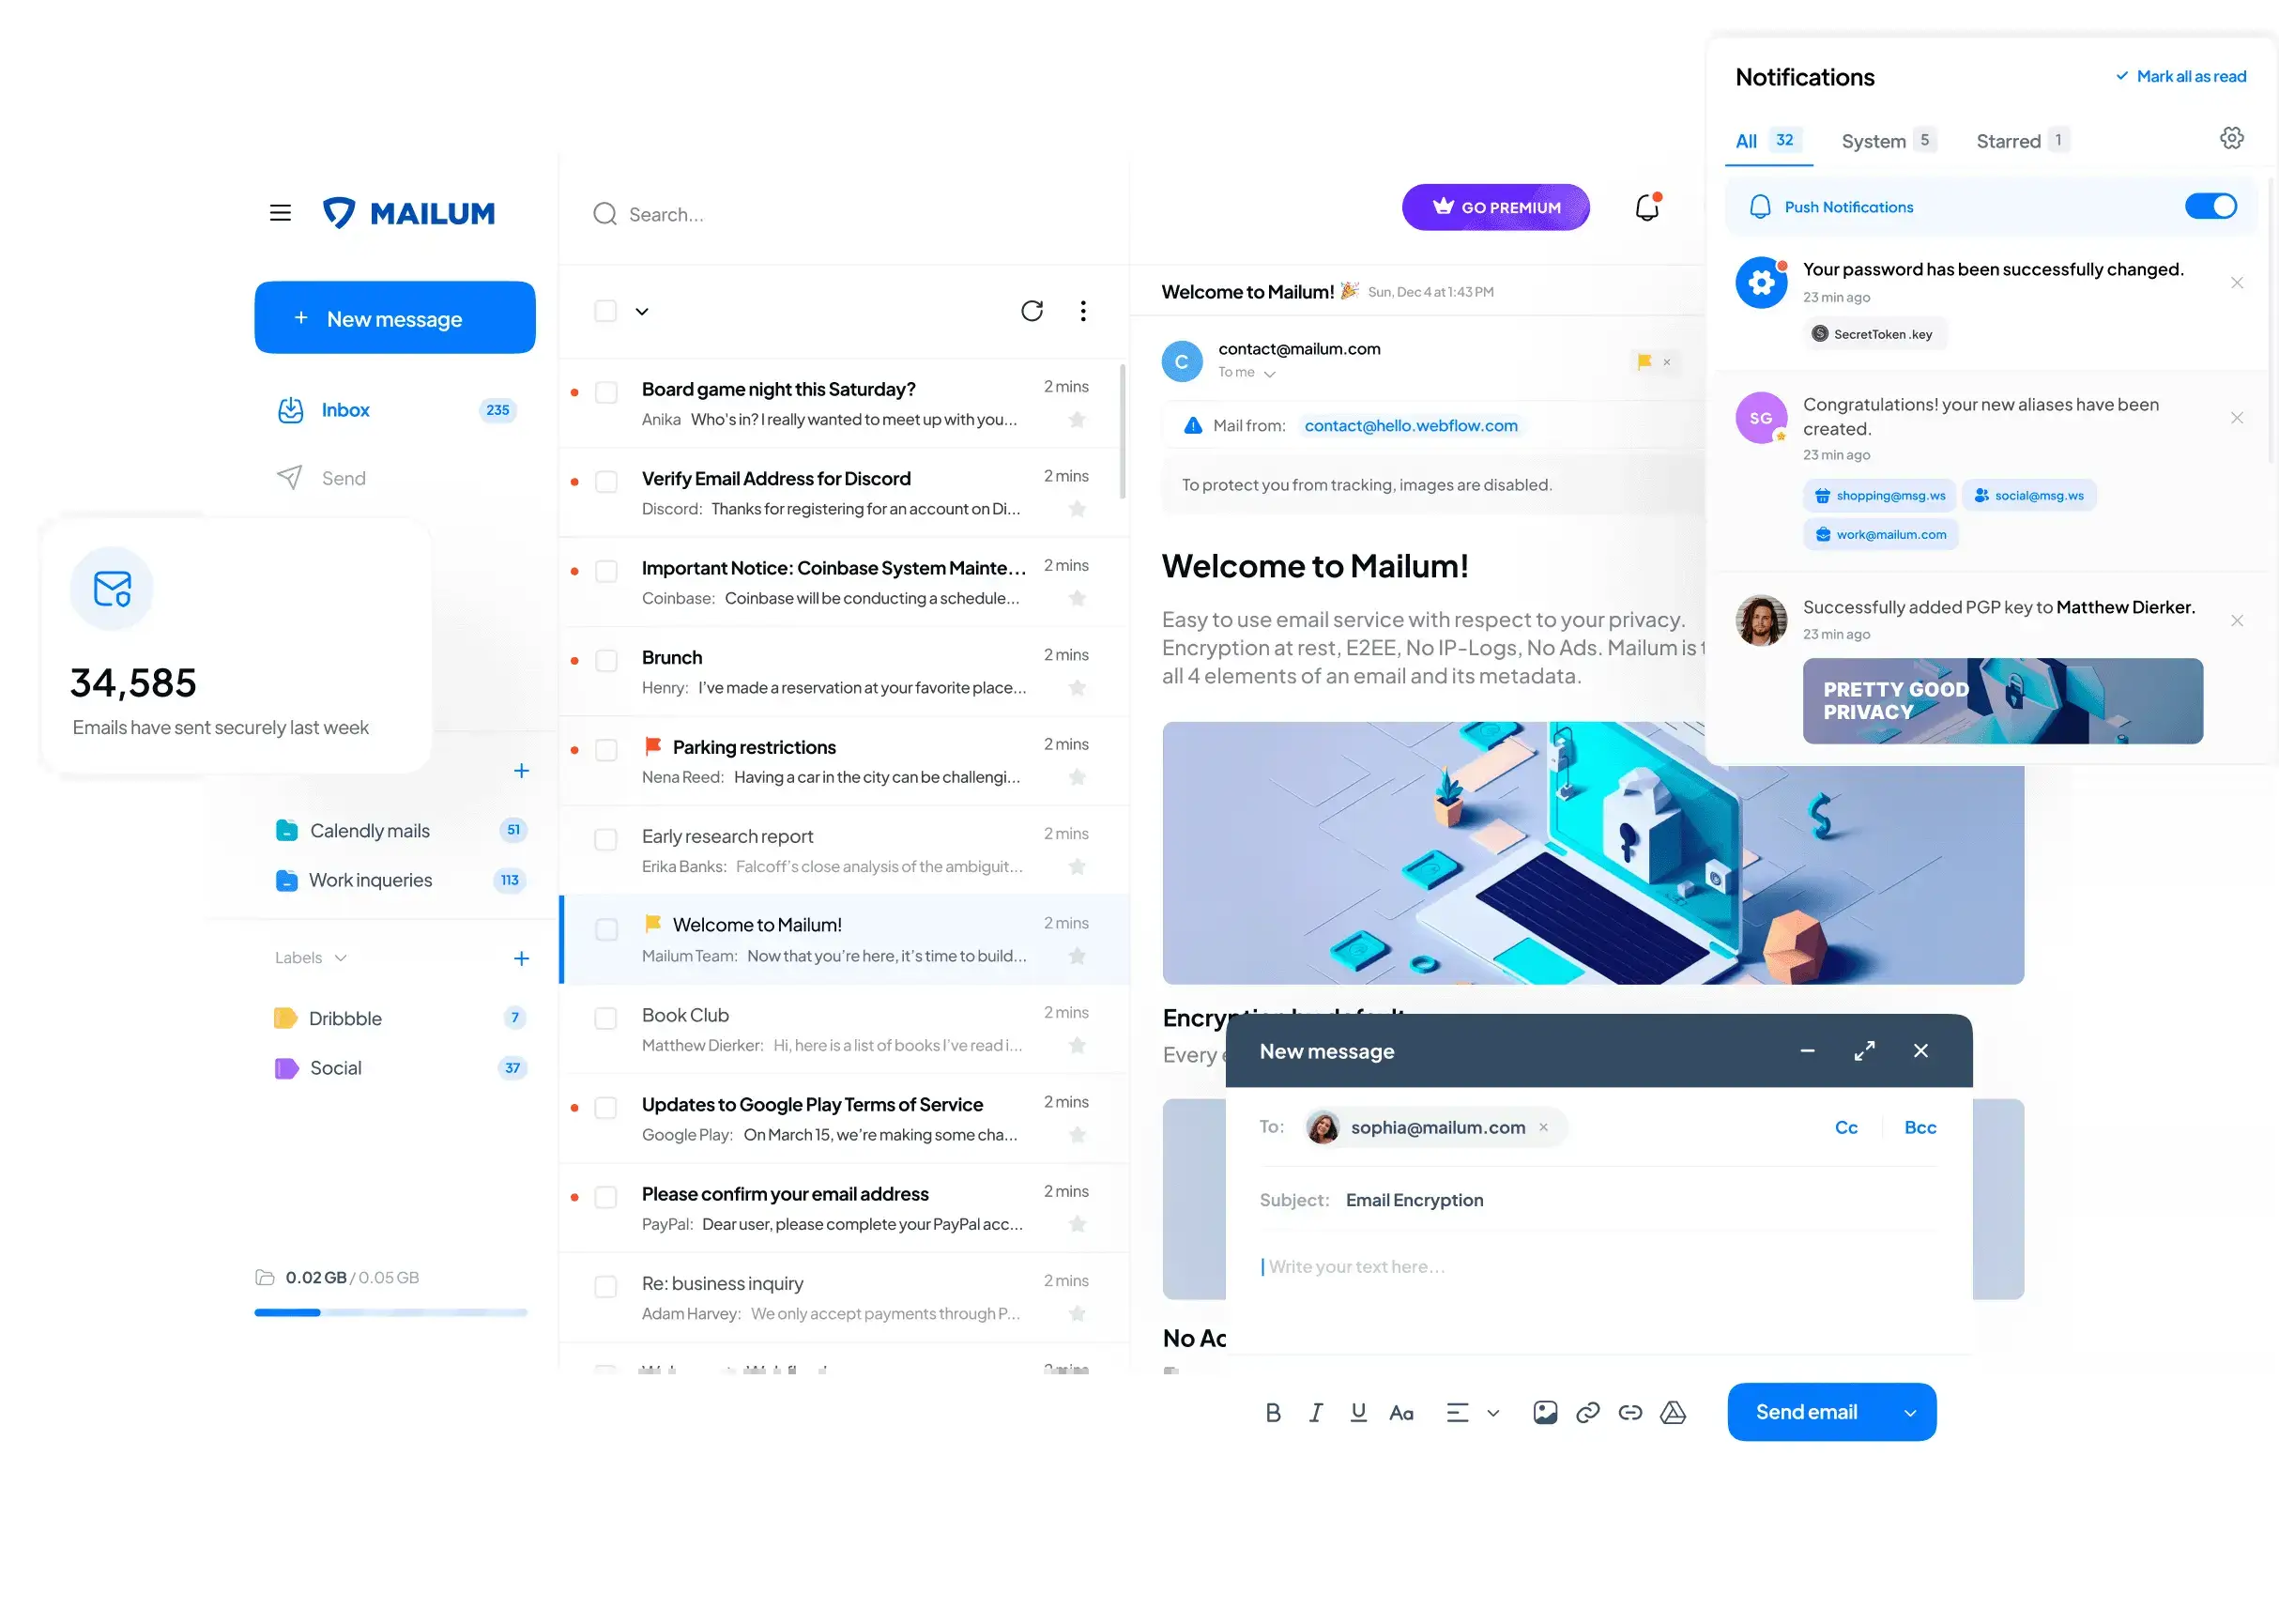 MAILUM
New message
Inbox 235
Send
34,585
Emails have sent securely last week
Calendly mails 51
Work inqueries 113
Labels
Dribbble 7
Social 37
0.02 GB / 0.05 GB
Search...
Board game night this Saturday? 2 mins
Anika Who's in? I really wanted to meet up with you...
Verify Email Address for Discord 2 mins
Discord: Thanks for registering for an account on Di...
Important Notice: Coinbase System Mainte... 2 mins
Coinbase: Coinbase will be conducting a schedule...
Brunch 2 mins
Henry: I've made a reservation at your favorite place...
Parking restrictions 2 mins
Nena Reed: Having a car in the city can be challengi...
Early research report 2 mins
Erika Banks: Falcoff's close analysis of the ambiguit...
Welcome to Mailum! 2 mins
Mailum Team: Now that you're here, it's time to build...
Book Club 2 mins
Matthew Dierker: Hi, here is a list of books I've read i...
Updates to Google Play Terms of Service 2 mins
Google Play: On March 15, we're making some cha...
Please confirm your email address 2 mins
PayPal: Dear user, please complete your PayPal acc...
Re: business inquiry 2 mins
Adam Harvey: We only accept payments through P...
GO PREMIUM
Welcome to Mailum! Sun, Dec 4 at 1:43 PM
C
contact@mailum.com
To me
Mail from: contact@hello.webflow.com
To protect you from tracking, images are disabled.
Welcome to Mailum!
Easy to use email service with respect to your privacy.
Encryption at rest, E2EE, No IP-Logs, No Ads. Mailum is
all 4 elements of an email and its metadata.
Every
New message
To: sophia@mailum.com Cc Bcc
Subject: Email Encryption
Write your text here...
No
B I U Aa
Send email
Notifications Mark all as read
All 32 System 5 Starred 1
Push Notifications
Your password has been successfully changed.
23 min ago
SecretToken .key
SG
Congratulations! your new aliases have been
created.
23 min ago
shopping@msg.ws social@msg.ws
work@mailum.com
Successfully added PGP key to Matthew Dierker.
23 min ago
PRETTY GOOD
PRIVACY